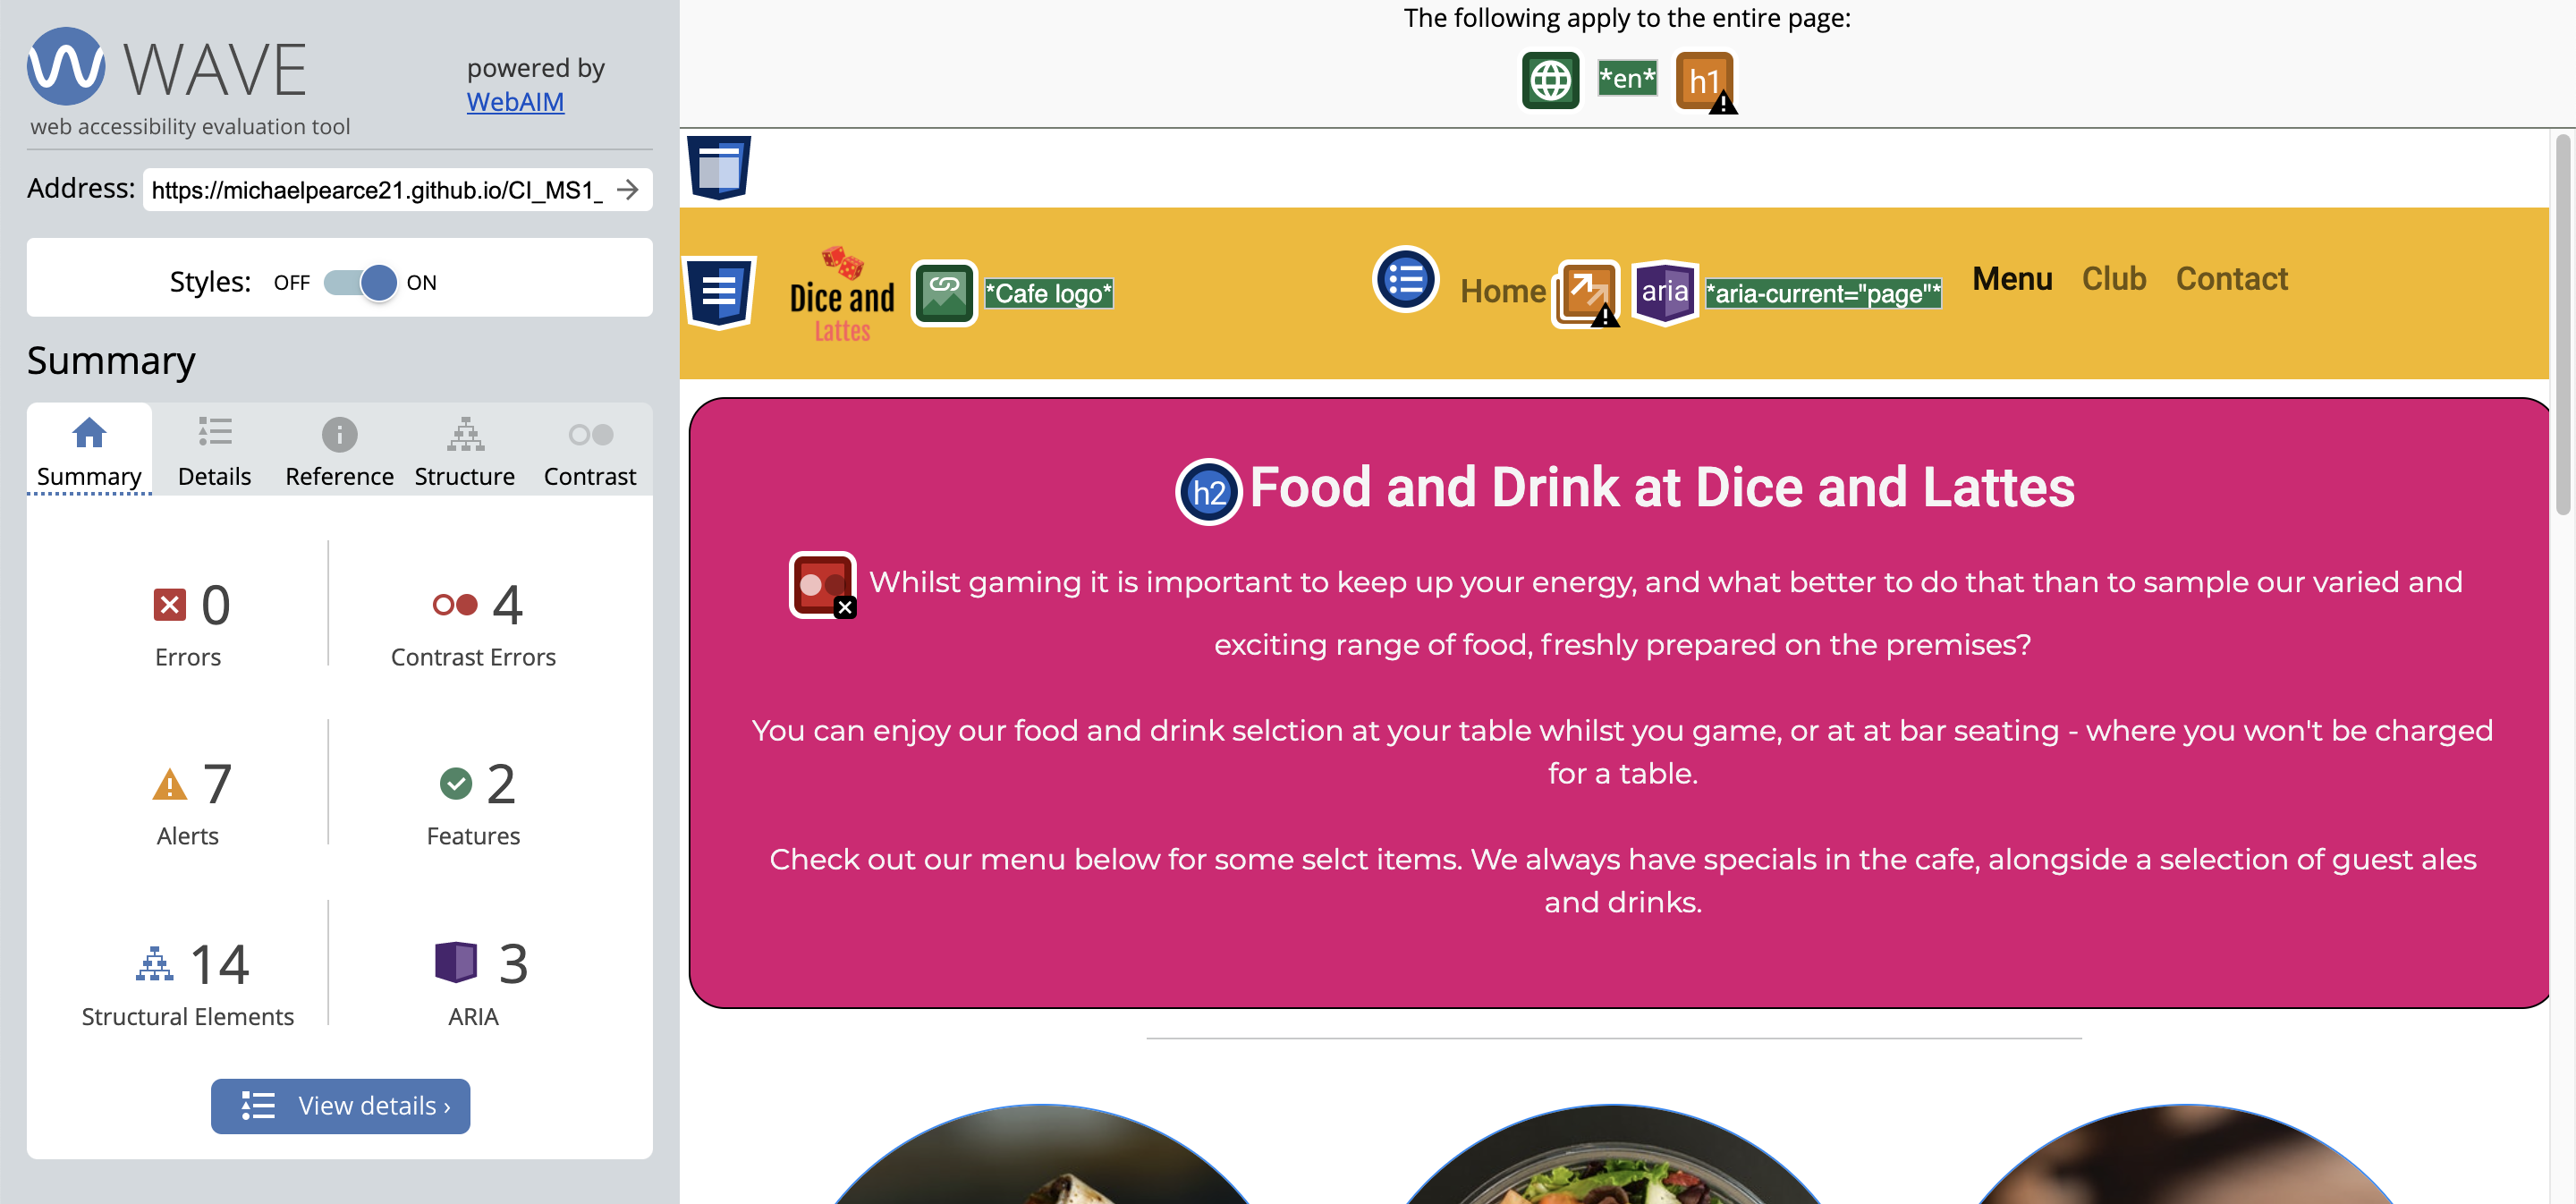 WAVE
web accessibility evaluation tool
powered by
WebAIM
Address: https://michaelpearce21.github.io/CI_MS1_
Styles: OFF ON
Summary
Summary Details Reference Structure Contrast
0
Errors
4
Contrast Errors
7
Alerts
2
Features
14
Structural Elements
3
ARIA
View details ›
The following apply to the entire page:
*en* h1
Dice and
Lattes
*Cafe logo*
Home aria *aria-current="page"* Menu Club Contact
h2 Food and Drink at Dice and Lattes
Whilst gaming it is important to keep up your energy, and what better to do that than to sample our varied and
exciting range of food, freshly prepared on the premises?
You can enjoy our food and drink selction at your table whilst you game, or at at bar seating - where you won't be charged
for a table.
Check out our menu below for some selct items. We always have specials in the cafe, alongside a selection of guest ales
and drinks.